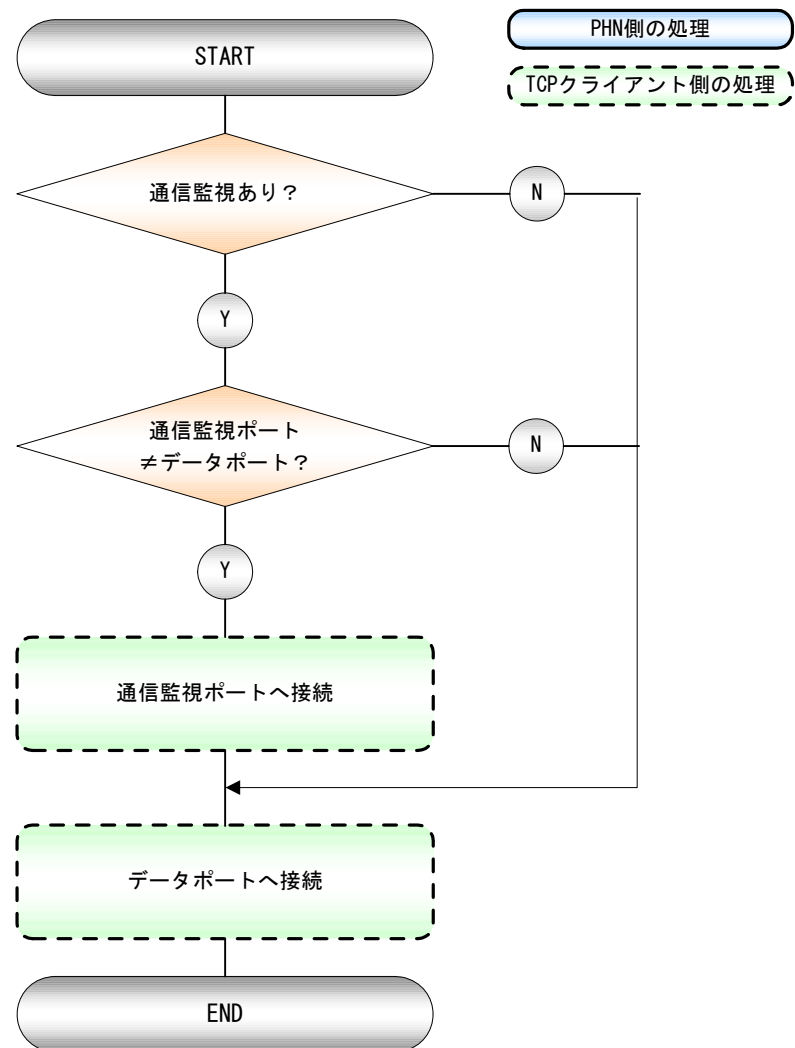 START
PHN側の処理
TCPクライアント側の処理
通信監視あり？
N
Y
通信監視ポート
≠データポート？
N
Y
通信監視ポートへ接続
データポートへ接続
END